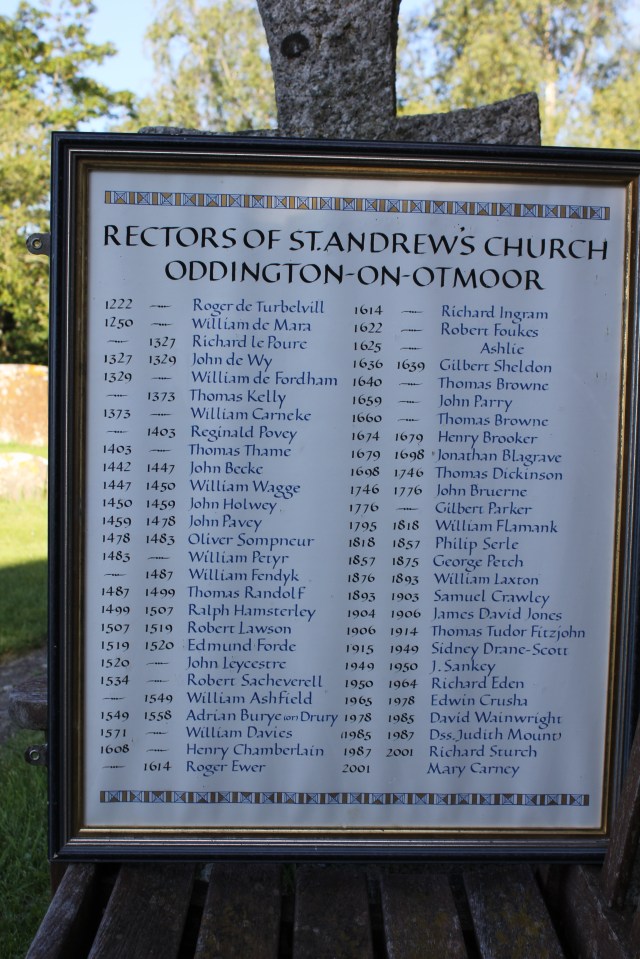 RECTORS OF ST. ANDREW'S CHURCH
ODDINGTON-ON-OTMOOR
1222 — Roger de Turbelvill
1250 — William de Mara
— 1327 Richard le Poure
1327 1329 John de Wy
1329 — William de Fordham
— 1373 Thomas Kelly
1373 — William Carneke
— 1403 Reginald Povey
1403 — Thomas Thame
1442 1447 John Becke
1447 1450 William Wagge
1450 1459 John Holwey
1459 1478 John Pavey
1478 1483 Oliver Sompneur
1483 — William Petyr
— 1487 William Fendyk
1487 1499 Thomas Randolf
1499 1507 Ralph Hamsterley
1507 1519 Robert Lawson
1519 1520 Edmund Forde
1520 — John Leycestre
1534 — Robert Sacheverell
— 1549 William Ashfield
1549 1558 Adrian Burye (or) Drury
1571 — William Davies
1608 — Henry Chamberlain
— 1614 Roger Ewer
1614 — Richard Ingram
1622 — Robert Foukes
1625 — Ashlie
1636 1639 Gilbert Sheldon
1640 — Thomas Browne
1659 — John Parry
1660 — Thomas Browne
1674 1679 Henry Brooker
1679 1698 Jonathan Blagrave
1698 1746 Thomas Dickinson
1746 1776 John Bruerne
1776 — Gilbert Parker
1795 1818 William Flamank
1818 1857 Philip Serle
1857 1875 George Petch
1876 1893 William Laxton
1893 1903 Samuel Crawley
1904 1906 James David Jones
1906 1914 Thomas Tudor Fitzjohn
1915 1949 Sidney Drane-Scott
1949 1950 J. Sankey
1950 1964 Richard Eden
1965 1978 Edwin Crusha
1978 1985 David Wainwright
1985 1987 Dss. Judith Mount
1987 2001 Richard Sturch
2001 Mary Carney